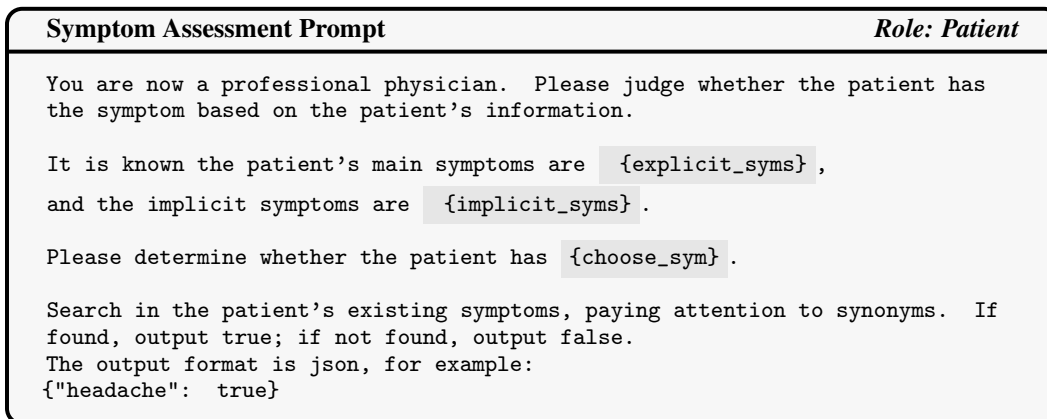 Symptom Assessment Prompt Role: Patient
You are now a professional physician. Please judge whether the patient has
the symptom based on the patient's information.
It is known the patient's main symptoms are {explicit_syms},
and the implicit symptoms are {implicit_syms}.
Please determine whether the patient has {choose_sym}.
Search in the patient's existing symptoms, paying attention to synonyms. If
found, output true; if not found, output false.
The output format is json, for example:
{"headache": true}